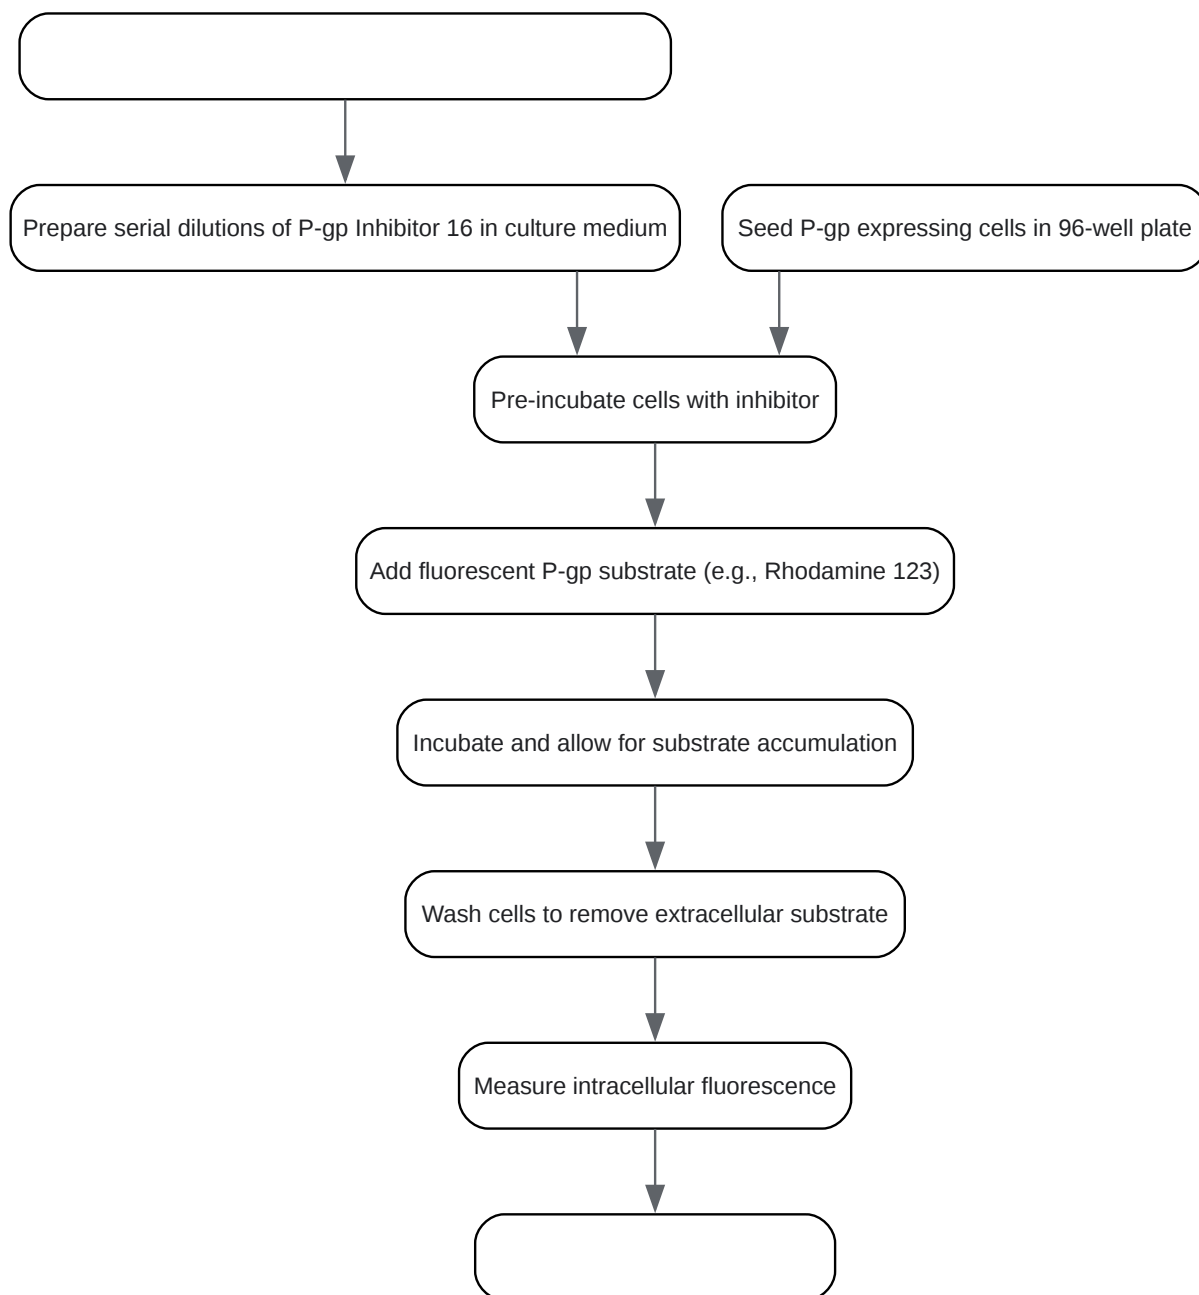 Prepare serial dilutions of P-gp Inhibitor 16 in culture medium
Seed P-gp expressing cells in 96-well plate
Pre-incubate cells with inhibitor
Add fluorescent P-gp substrate (e.g., Rhodamine 123)
Incubate and allow for substrate accumulation
Wash cells to remove extracellular substrate
Measure intracellular fluorescence